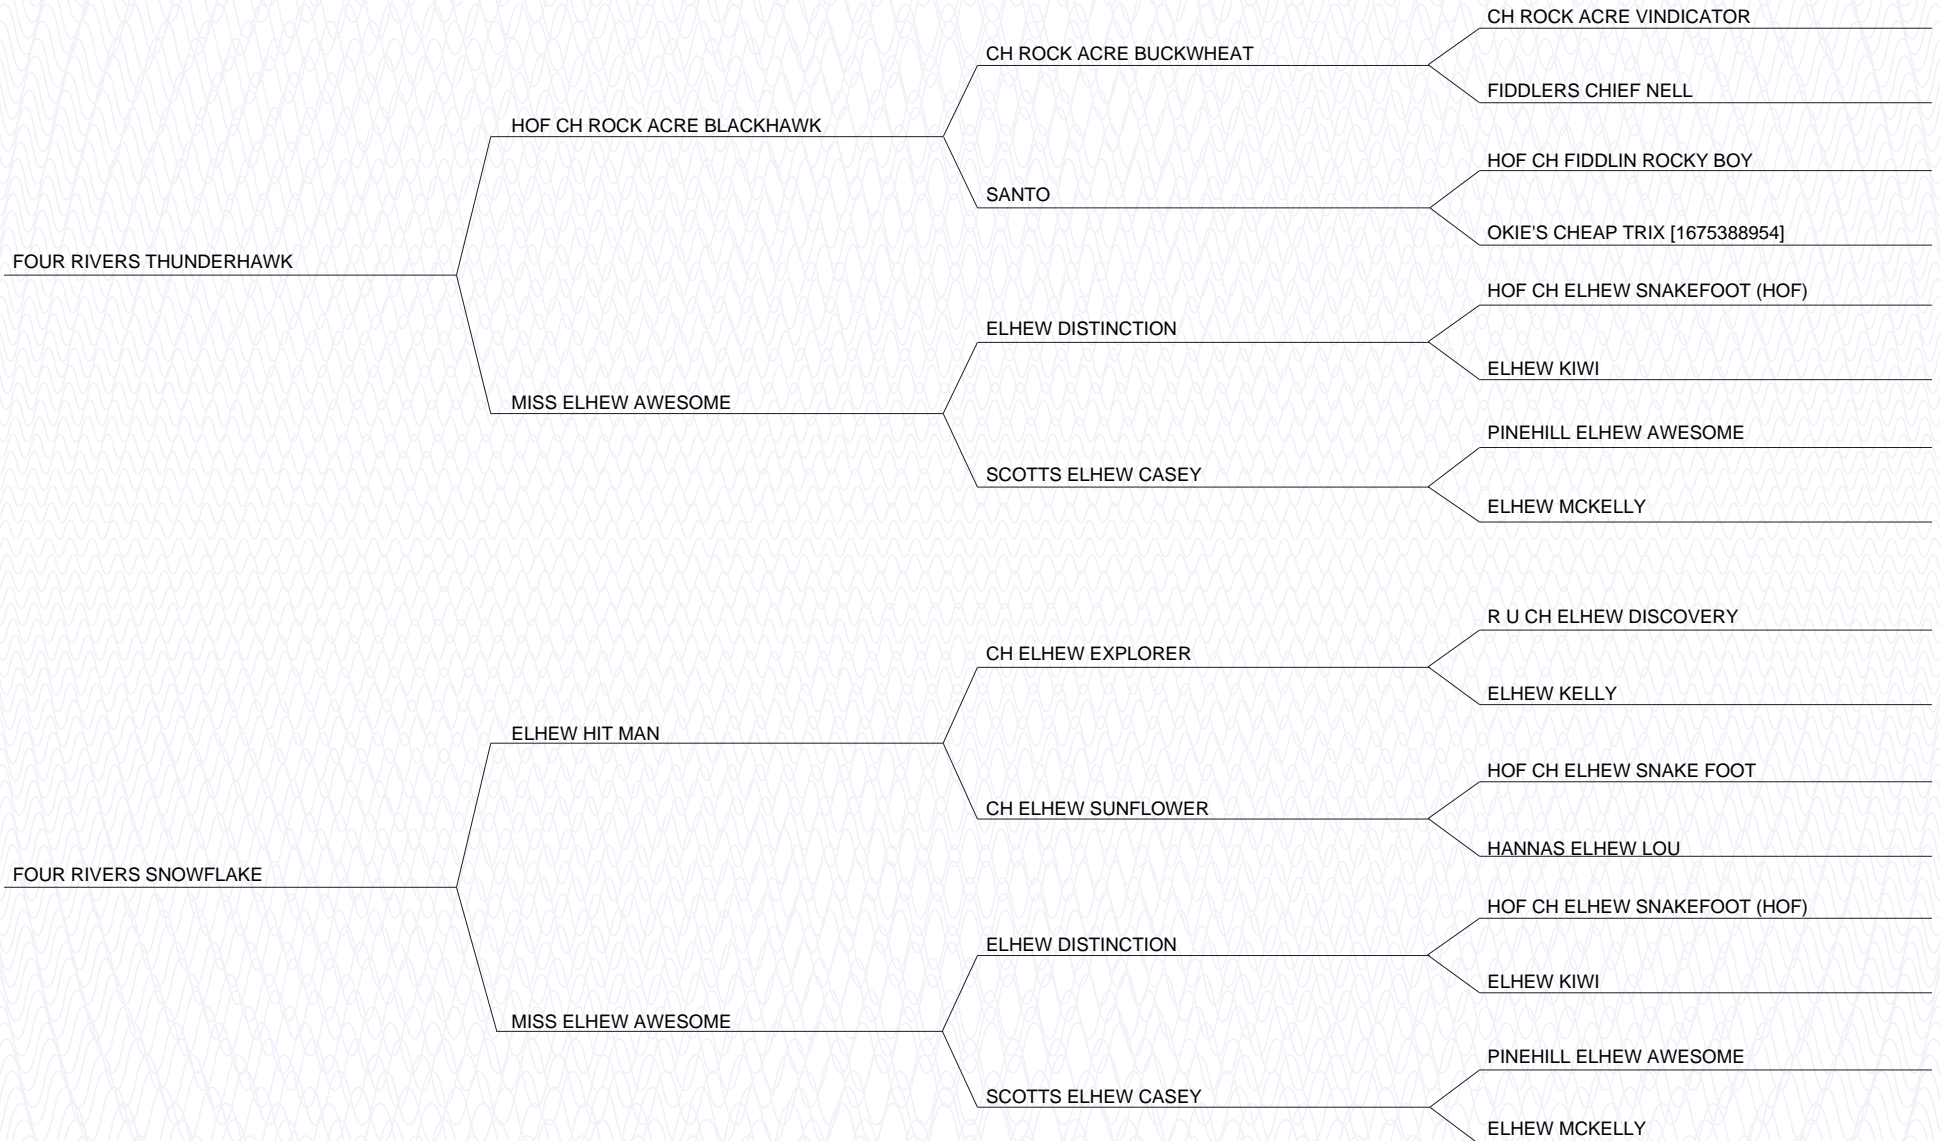 CH ROCK ACRE VINDICATOR
CH ROCK ACRE BUCKWHEAT
FIDDLERS CHIEF NELL
HOF CH ROCK ACRE BLACKHAWK
HOF CH FIDDLIN ROCKY BOY
SANTO
OKIE'S CHEAP TRIX [1675388954]
FOUR RIVERS THUNDERHAWK
HOF CH ELHEW SNAKEFOOT (HOF)
ELHEW DISTINCTION
ELHEW KIWI
MISS ELHEW AWESOME
PINEHILL ELHEW AWESOME
SCOTTS ELHEW CASEY
ELHEW MCKELLY
R U CH ELHEW DISCOVERY
CH ELHEW EXPLORER
ELHEW KELLY
ELHEW HIT MAN
HOF CH ELHEW SNAKE FOOT
CH ELHEW SUNFLOWER
HANNAS ELHEW LOU
FOUR RIVERS SNOWFLAKE
HOF CH ELHEW SNAKEFOOT (HOF)
ELHEW DISTINCTION
ELHEW KIWI
MISS ELHEW AWESOME
PINEHILL ELHEW AWESOME
SCOTTS ELHEW CASEY
ELHEW MCKELLY